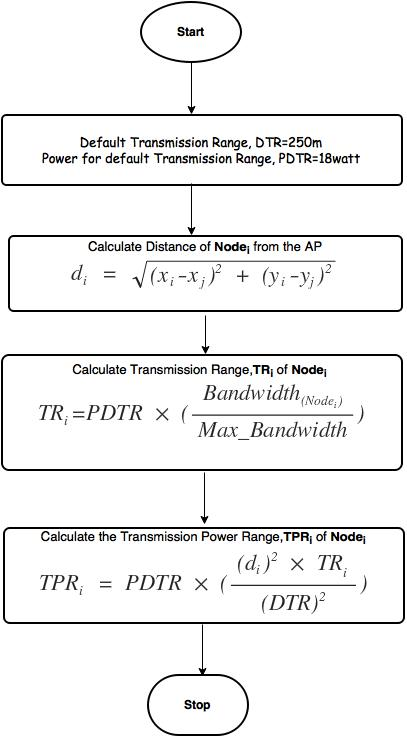 Start
Default Transmission Range, DTR=250m
Power for default Transmission Range, PDTR=18watt
Calculate Distance of Nodeᵢ from the AP
dᵢ = √((xᵢ-xⱼ)² + (yᵢ-yⱼ)²)
Calculate Transmission Range,TRᵢ of Nodeᵢ
TRᵢ=PDTR × (Bandwidth₍Nodeᵢ₎ / Max_Bandwidth)
Calculate the Transmission Power Range,TPRᵢ of Nodeᵢ
TPRᵢ = PDTR × ((dᵢ)² × TRᵢ / (DTR)²)
Stop